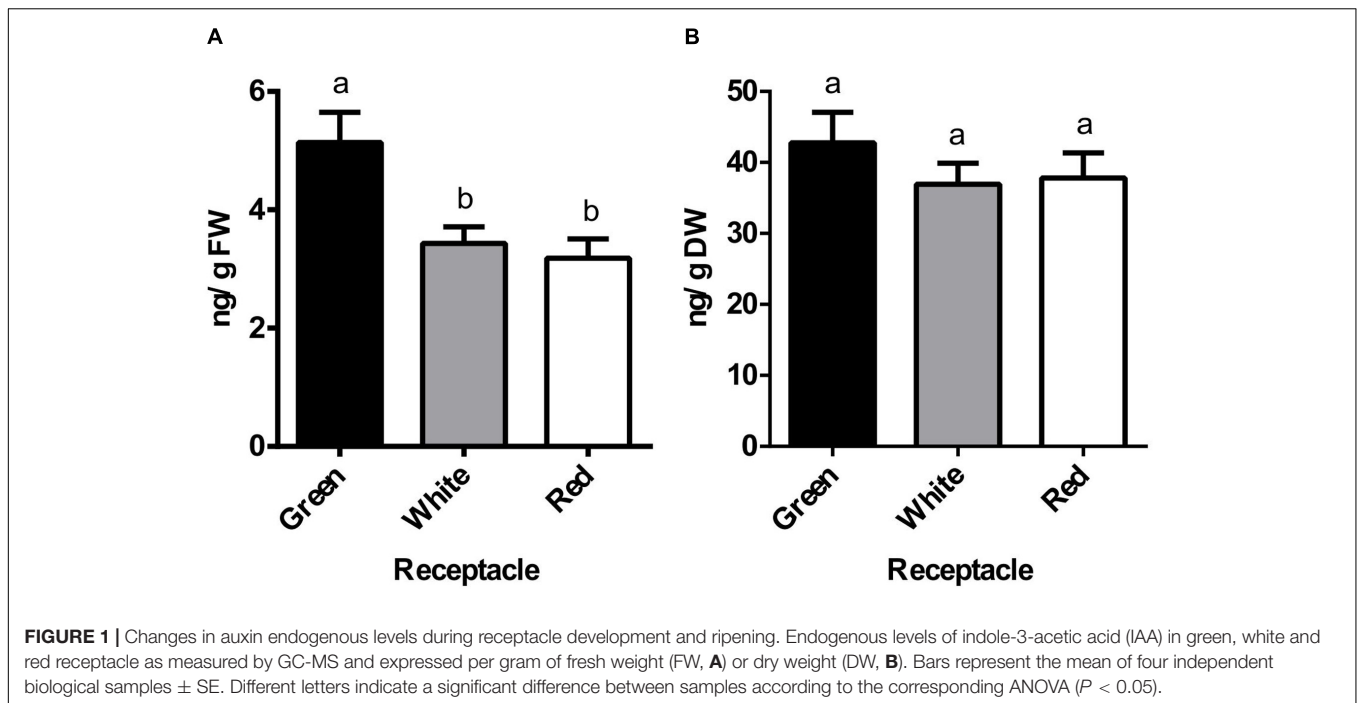 A
B
a
b
b
6
4
2
0
ng/ g FW
Green
White
Red
Receptacle
a
a
a
50
40
30
20
10
0
ng/ g DW
Green
White
Red
Receptacle
FIGURE 1 | Changes in auxin endogenous levels during receptacle development and ripening. Endogenous levels of indole-3-acetic acid (IAA) in green, white and
red receptacle as measured by GC-MS and expressed per gram of fresh weight (FW, A) or dry weight (DW, B). Bars represent the mean of four independent
biological samples ± SE. Different letters indicate a significant difference between samples according to the corresponding ANOVA (P < 0.05).